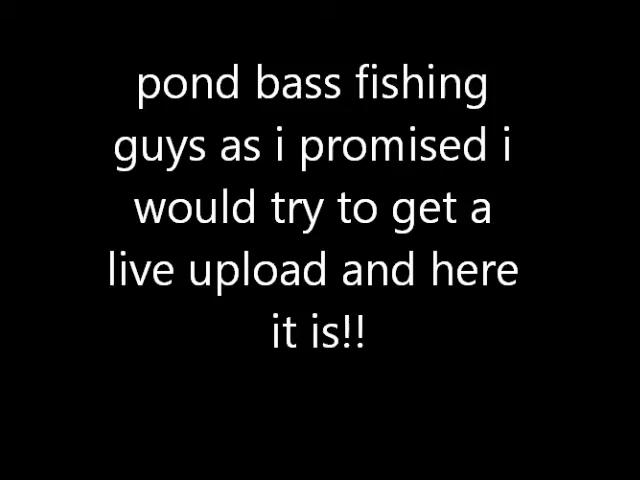 pond bass fishing
guys as i promised i
would try to get a
live upload and here
it is!!